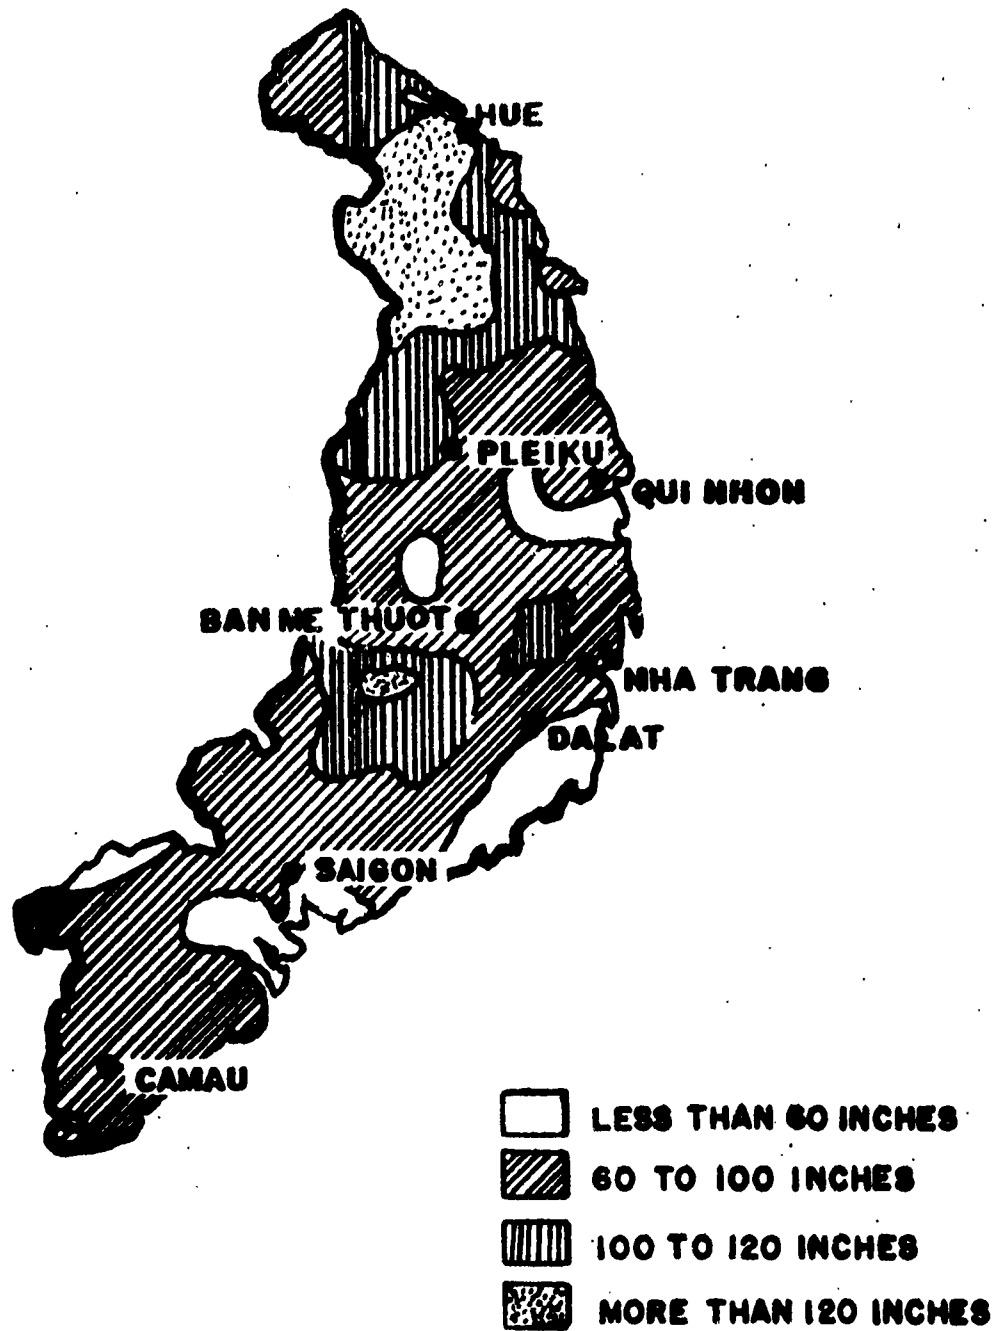 HUE
PLEIKU
QUI NHON
BAN ME THUOT
NHA TRANG
DALAT
SAIGON
CAMAU
LESS THAN 60 INCHES
60 TO 100 INCHES
100 TO 120 INCHES
MORE THAN 120 INCHES